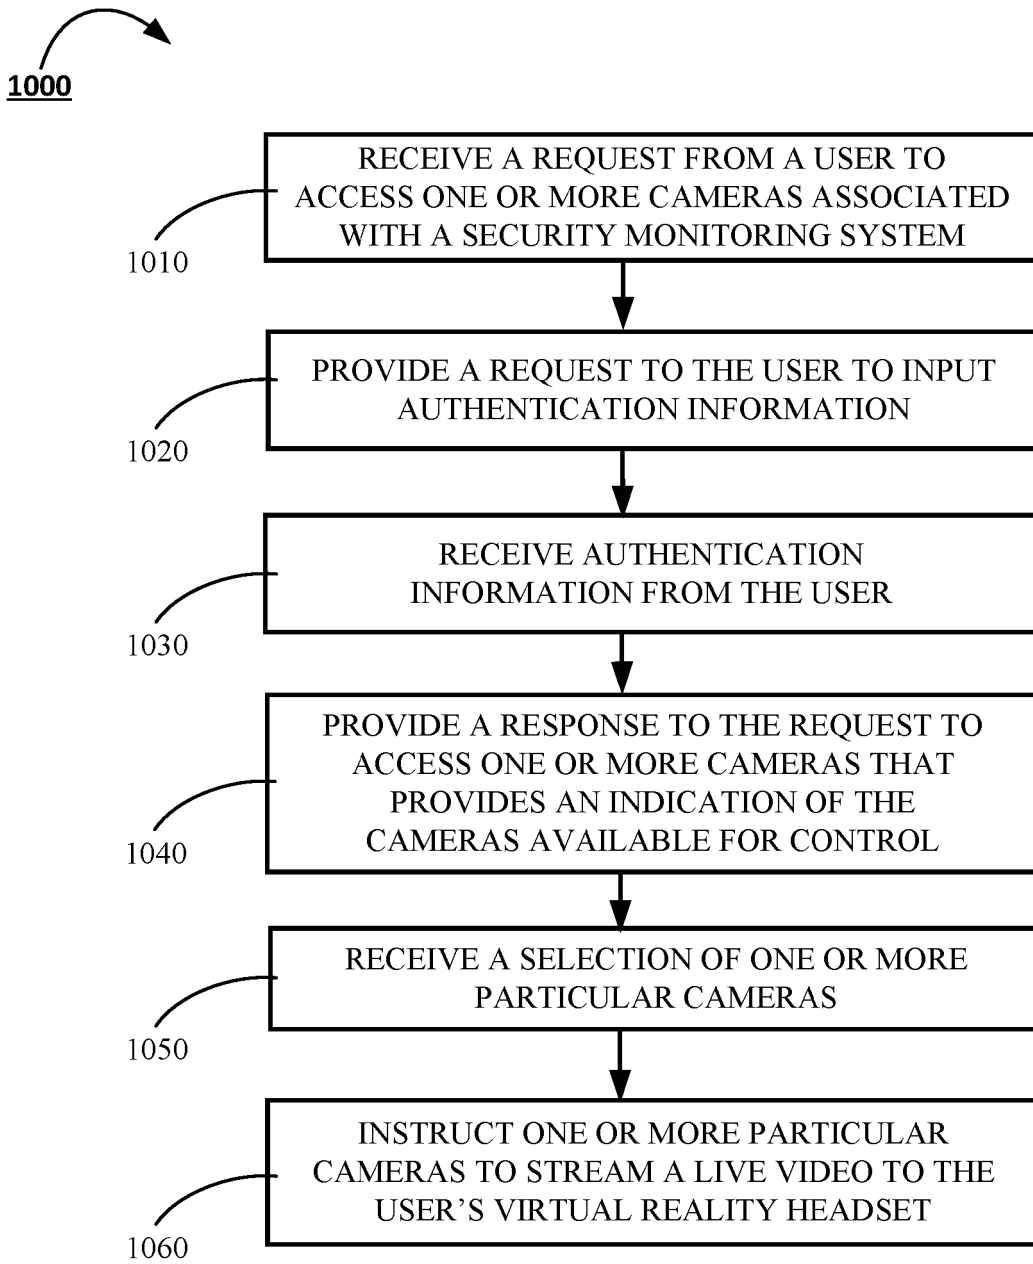 1000
RECEIVE A REQUEST FROM A USER TO
ACCESS ONE OR MORE CAMERAS ASSOCIATED
WITH A SECURITY MONITORING SYSTEM
1010
PROVIDE A REQUEST TO THE USER TO INPUT
AUTHENTICATION INFORMATION
1020
RECEIVE AUTHENTICATION
INFORMATION FROM THE USER
1030
PROVIDE A RESPONSE TO THE REQUEST TO
ACCESS ONE OR MORE CAMERAS THAT
PROVIDES AN INDICATION OF THE
CAMERAS AVAILABLE FOR CONTROL
1040
RECEIVE A SELECTION OF ONE OR MORE
PARTICULAR CAMERAS
1050
INSTRUCT ONE OR MORE PARTICULAR
CAMERAS TO STREAM A LIVE VIDEO TO THE
USER’S VIRTUAL REALITY HEADSET
1060